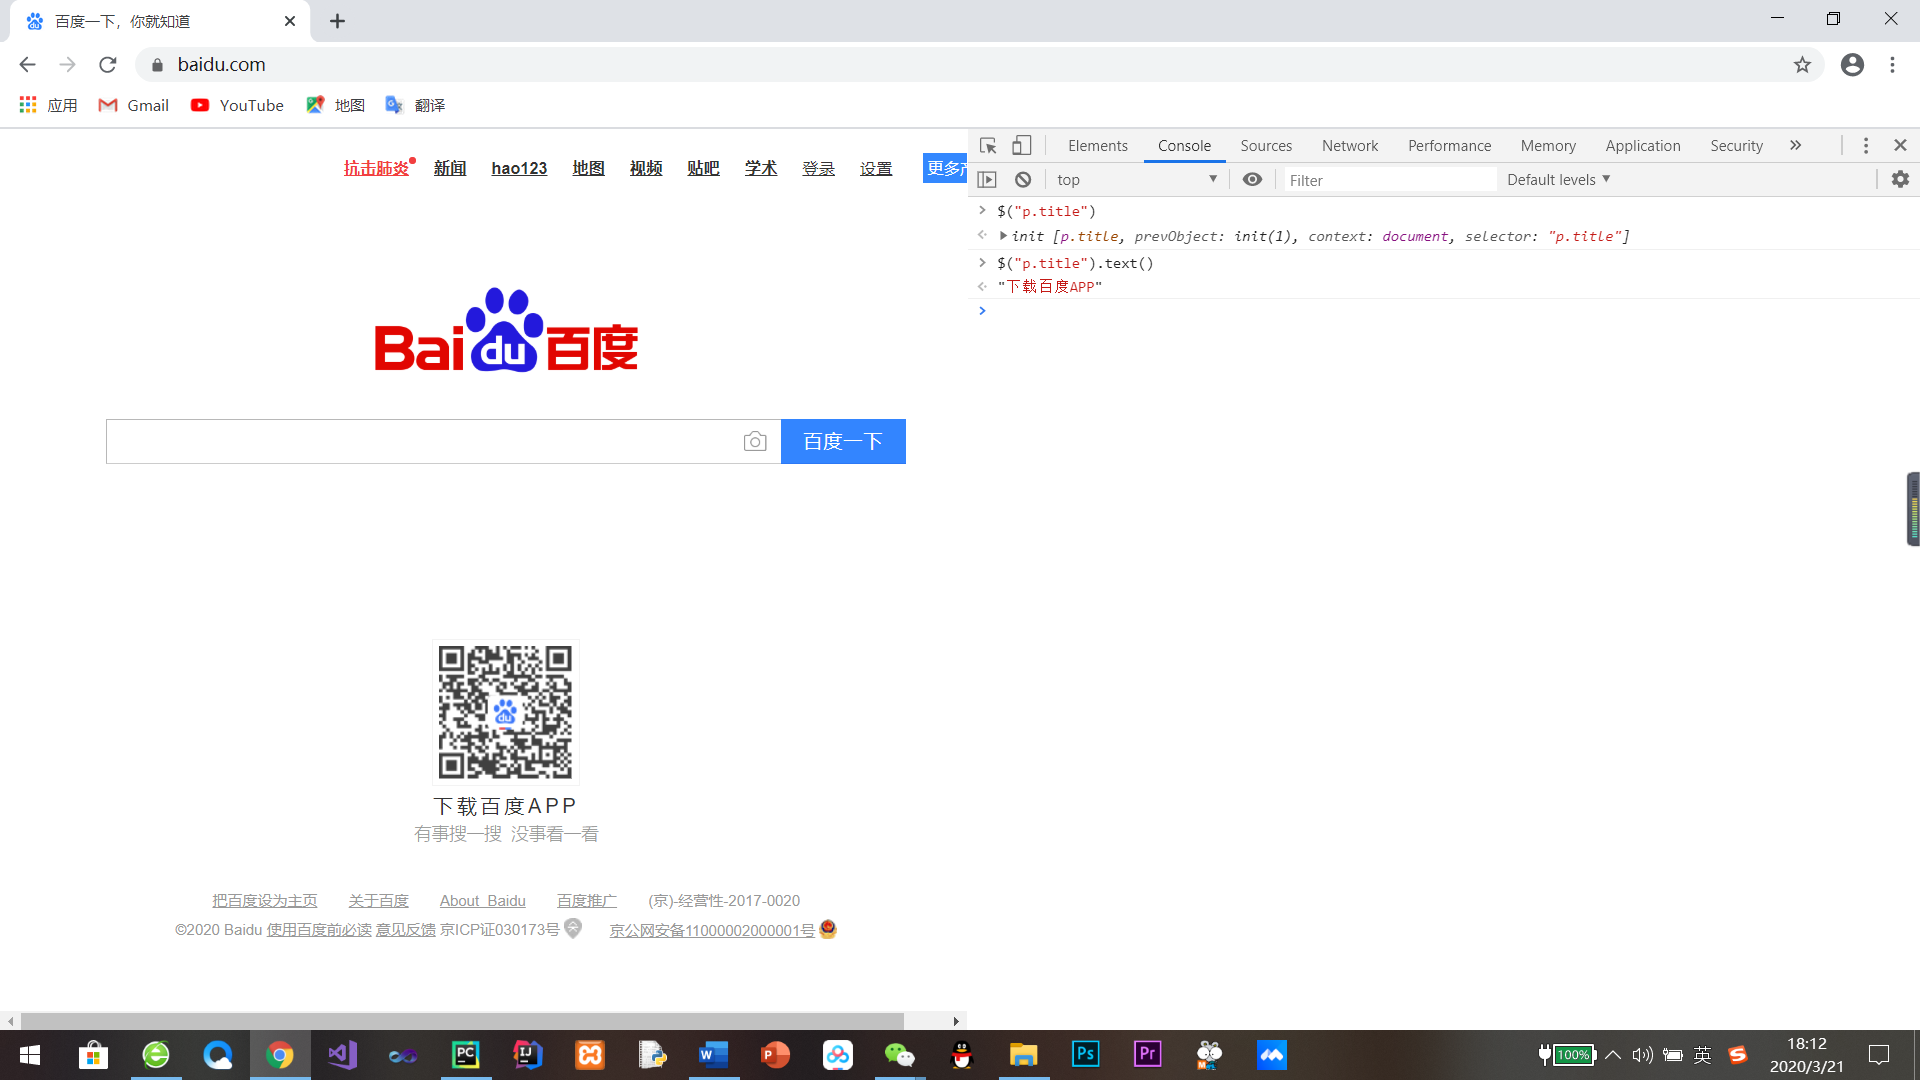 百度一下，你就知道
baidu.com
应用 Gmail YouTube 地图 翻译
抗击肺炎 新闻 hao123 地图 视频 贴吧 学术 登录 设置
Bai du 百度
百度一下
du
下载百度APP
有事搜一搜 没事看一看
把百度设为主页 关于百度 About Baidu 百度推广 (京)-经营性-2017-0020
©2020 Baidu 使用百度前必读 意见反馈 京ICP证030173号 京公网安备11000002000001号
Elements Console Sources Network Performance Memory Application Security
top Filter Default levels
$("p.title")
init [p.title, prevObject: init(1), context: document, selector: "p.title"]
$("p.title").text()
"下载百度APP"
PC IJ W P Ps Pr
100% 英 18:12
2020/3/21